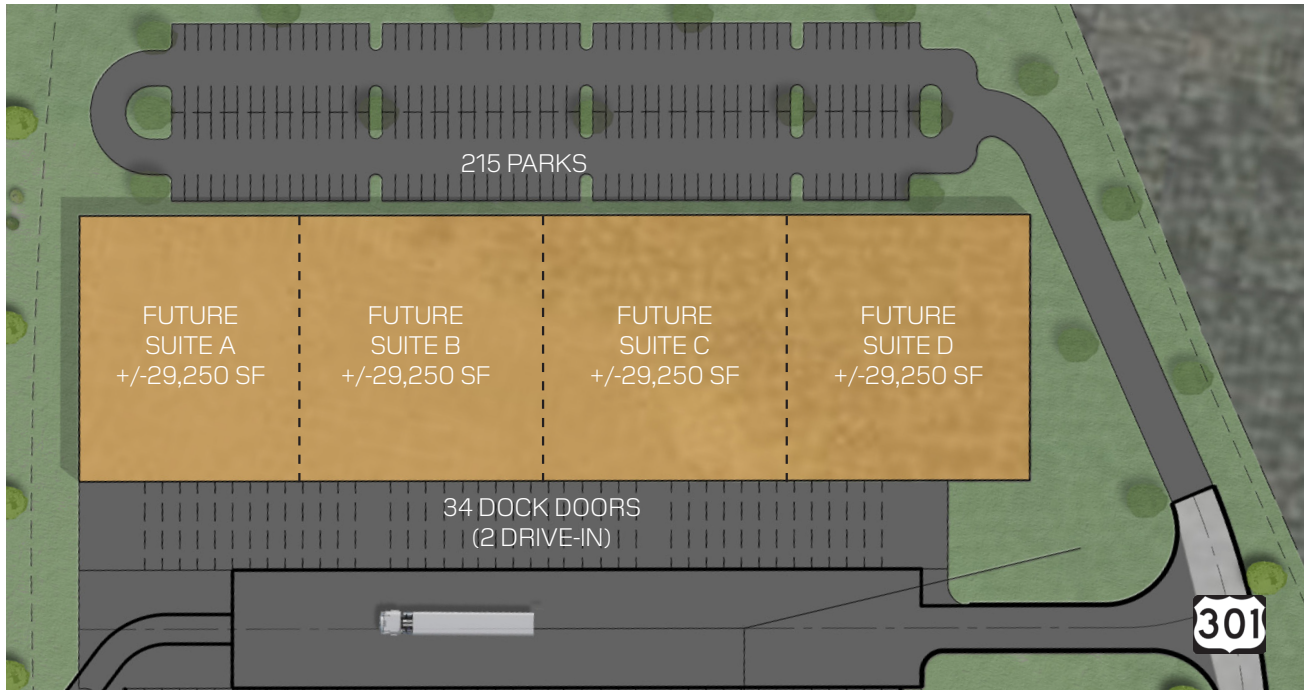 215 PARKS
FUTURE
SUITE A
+/-29,250 SF
FUTURE
SUITE B
+/-29,250 SF
FUTURE
SUITE C
+/-29,250 SF
FUTURE
SUITE D
+/-29,250 SF
34 DOCK DOORS
(2 DRIVE-IN)
301